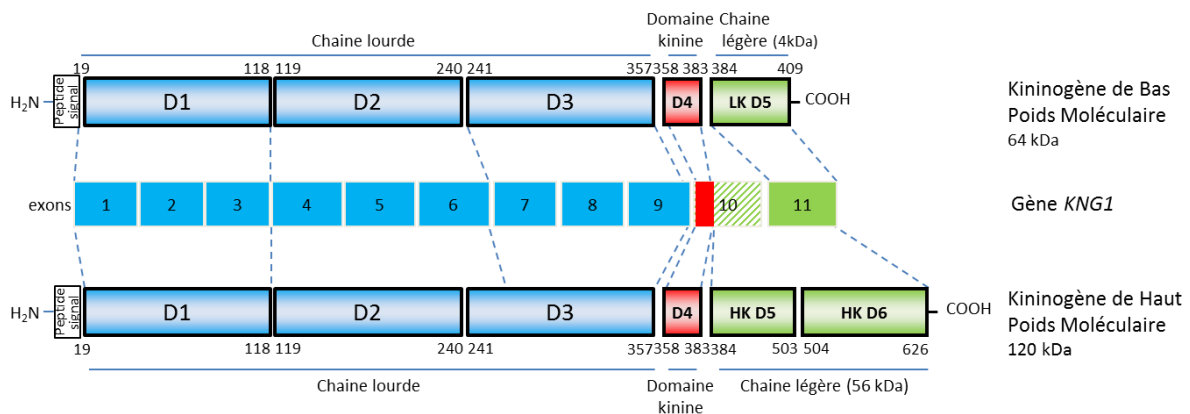 Domaine kinine
Chaine légère (4kDa)
Chaine lourde
19 118 119 240 241 357 358 383 384 409
H2N
Peptide signal
D1 D2 D3 D4 LK D5
COOH
Kininogène de Bas
Poids Moléculaire
64 kDa
exons 1 2 3 4 5 6 7 8 9 10 11
Gène KNG1
H2N
Peptide signal
D1 D2 D3 D4 HK D5 HK D6
COOH
Kininogène de Haut
Poids Moléculaire
120 kDa
19 118 119 240 241 357 358 383 384 503 504 626
Chaine lourde
Domaine kinine
Chaine légère (56 kDa)